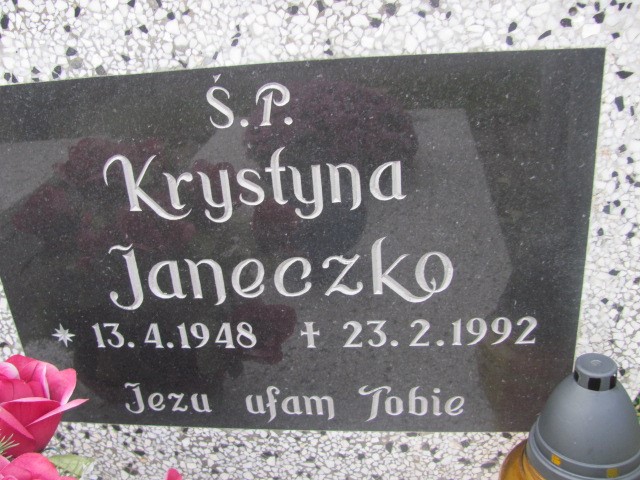 Ś.P.
Krystyna
Janeczko
* 13.4.1948 † 23.2.1992
Jezu ufam Tobie